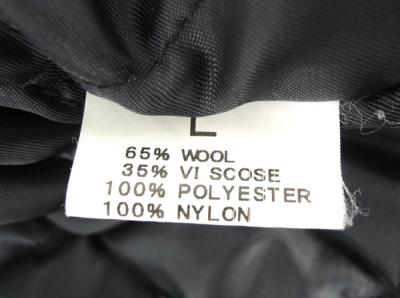 L
65% WOOL
35% VI SCOSE
100% POLYESTER
100% NYLON